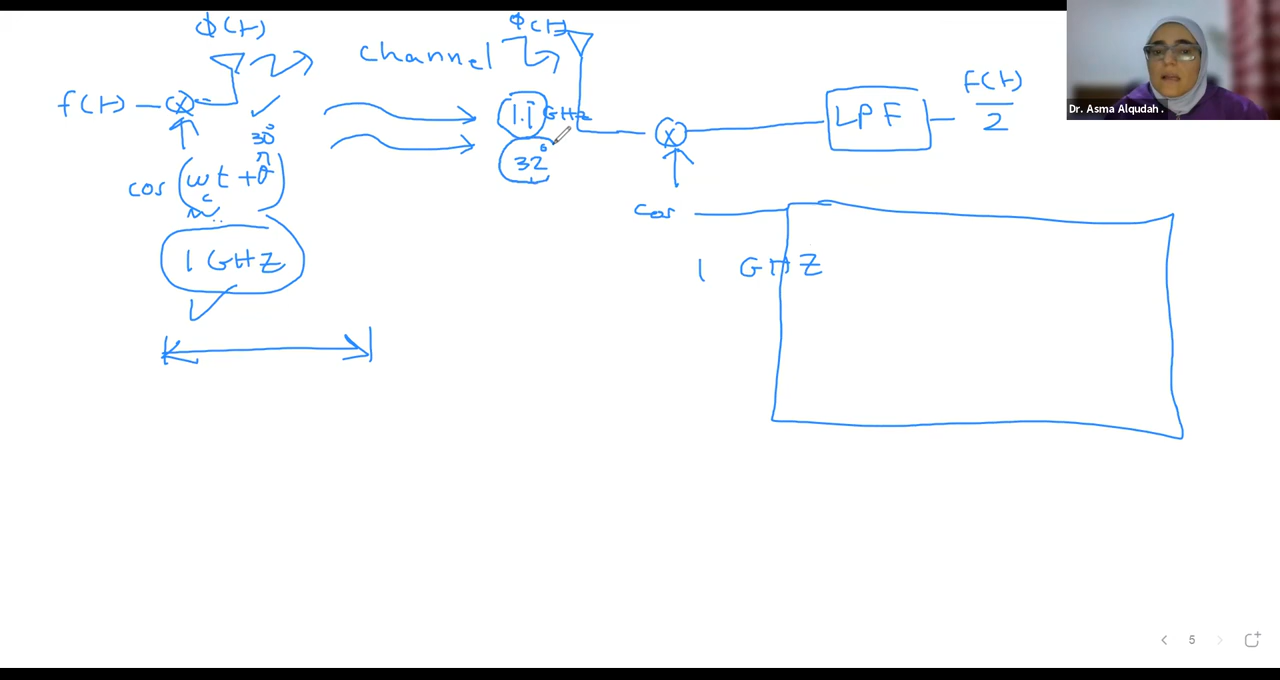 ϕ(t)
channel
ϕ(t)
f(t)
X
30°
π
cos (ω_c t + θ)
1 GHZ
1.1 GHz
32°
X
cos
1 GHZ
LPF
f(t)
2
Dr. Asma Alqudah .
5